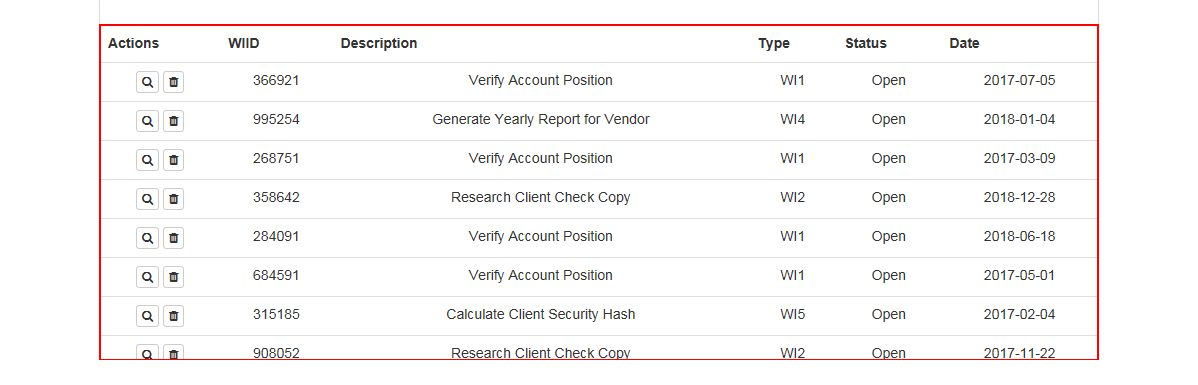 Actions WIID Description Type Status Date
366921 Verify Account Position WI1 Open 2017-07-05
995254 Generate Yearly Report for Vendor WI4 Open 2018-01-04
268751 Verify Account Position WI1 Open 2017-03-09
358642 Research Client Check Copy WI2 Open 2018-12-28
284091 Verify Account Position WI1 Open 2018-06-18
684591 Verify Account Position WI1 Open 2017-05-01
315185 Calculate Client Security Hash WI5 Open 2017-02-04
908052 Research Client Check Copy WI2 Open 2017-11-22